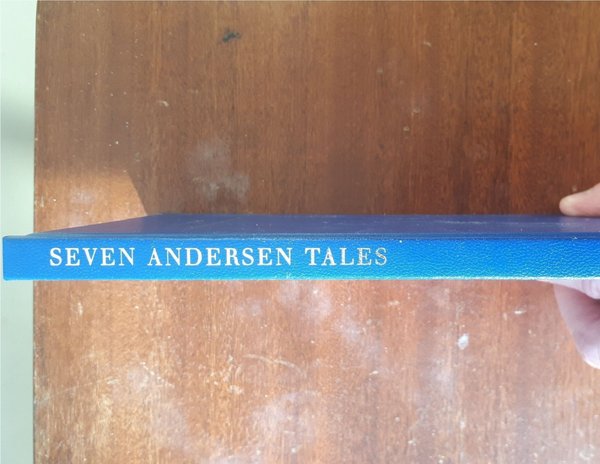 SEVEN ANDERSEN TALES